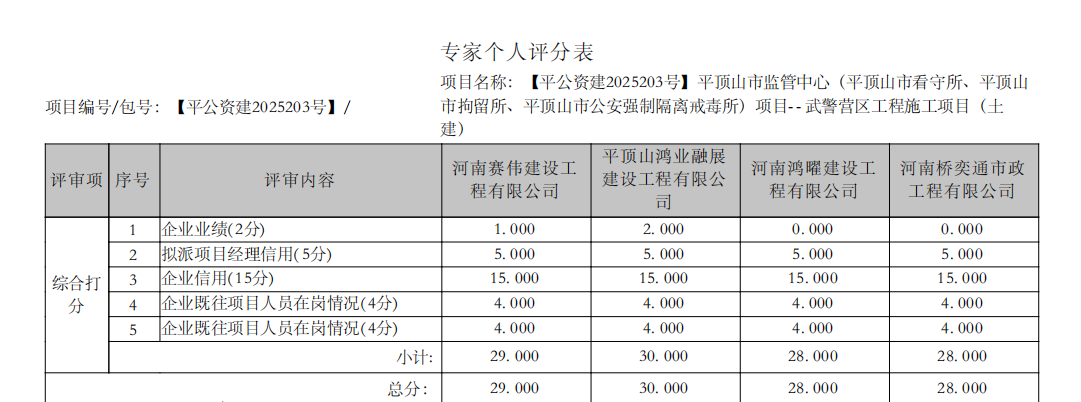 专家个人评分表
项目编号/包号：【平公资建2025203号】/
项目名称：【平公资建2025203号】平顶山市监管中心（平顶山市看守所、平顶山
市拘留所、平顶山市公安强制隔离戒毒所）项目--武警营区工程施工项目（土
建）
评审项 序号 评审内容 河南赛伟建设工程有限公司 平顶山鸿业融展建设工程有限公司 河南鸿曜建设工程有限公司 河南桥奕通市政工程有限公司
综合打分
1 企业业绩(2分) 1.000 2.000 0.000 0.000
2 拟派项目经理信用(5分) 5.000 5.000 5.000 5.000
3 企业信用(15分) 15.000 15.000 15.000 15.000
4 企业既往项目人员在岗情况(4分) 4.000 4.000 4.000 4.000
5 企业既往项目人员在岗情况(4分) 4.000 4.000 4.000 4.000
小计: 29.000 30.000 28.000 28.000
总分: 29.000 30.000 28.000 28.000